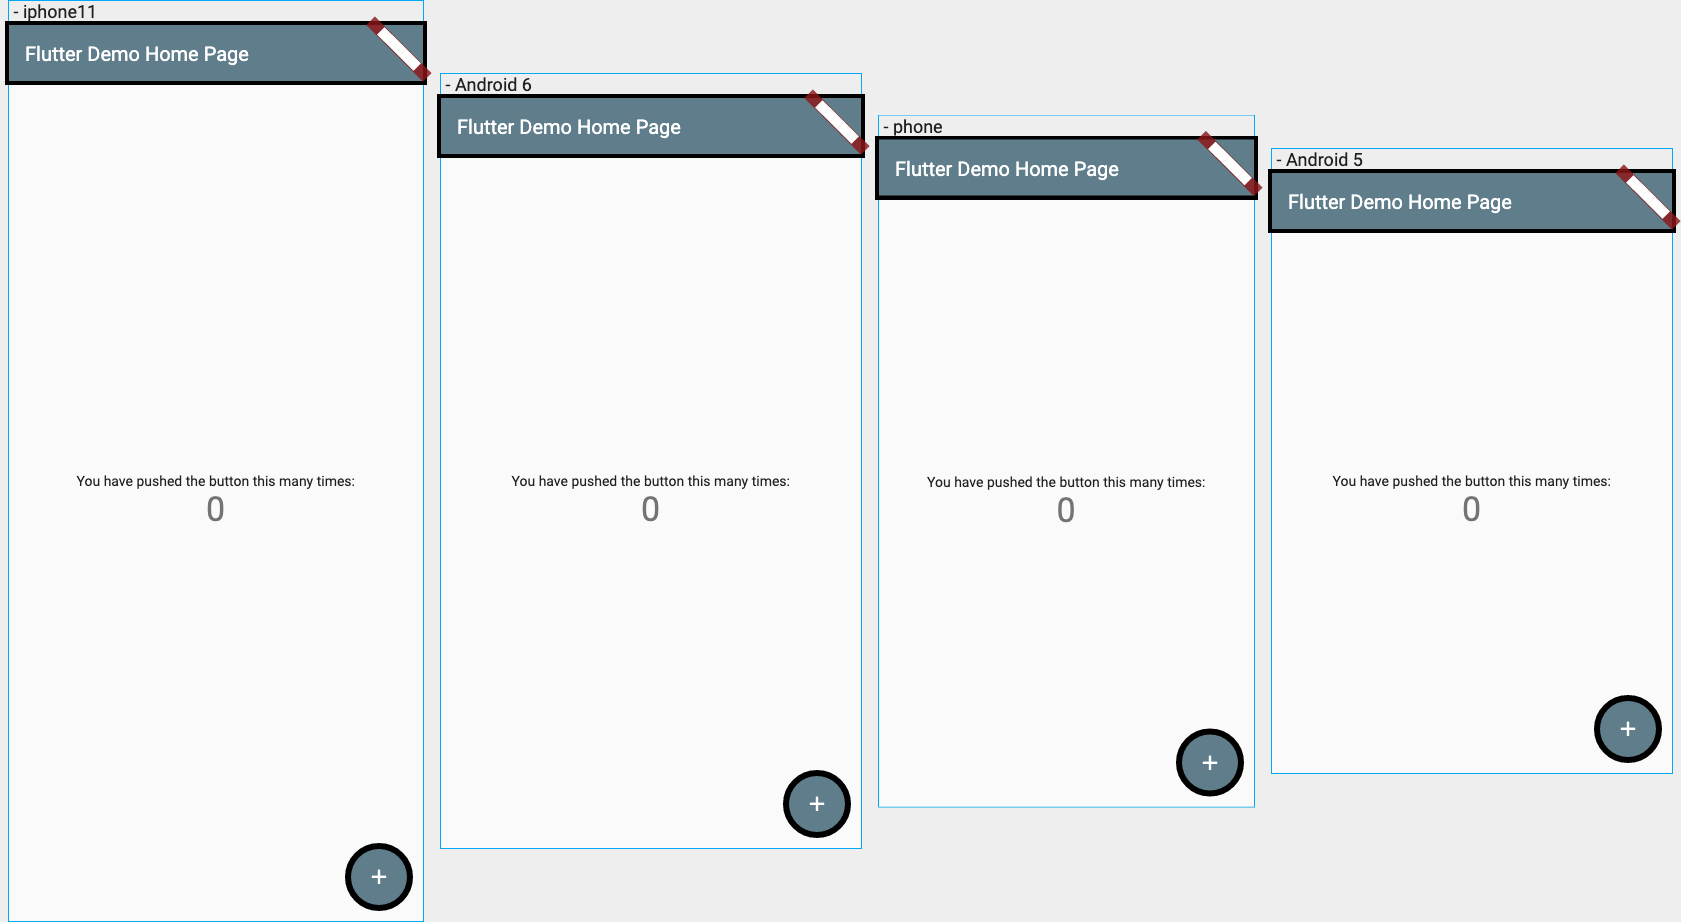 - iphone11
Flutter Demo Home Page
You have pushed the button this many times:
0
+
- Android 6
Flutter Demo Home Page
You have pushed the button this many times:
0
+
- phone
Flutter Demo Home Page
You have pushed the button this many times:
0
+
- Android 5
Flutter Demo Home Page
You have pushed the button this many times:
0
+